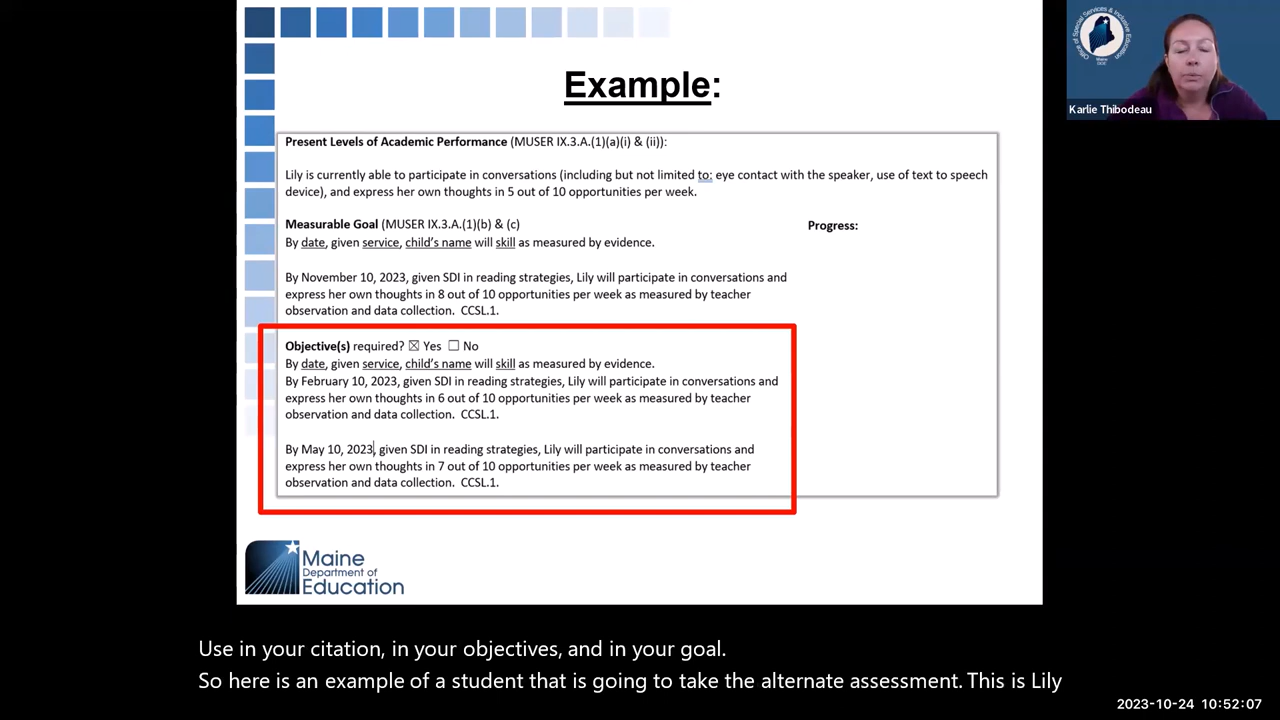 Example:
Present Levels of Academic Performance (MUSER IX.3.A.(1)(a)(i) & (ii)):
Lily is currently able to participate in conversations (including but not limited to: eye contact with the speaker, use of text to speech
device), and express her own thoughts in 5 out of 10 opportunities per week.
Measurable Goal (MUSER IX.3.A.(1)(b) & (c)
Progress:
By date, given service, child's name will skill as measured by evidence.
By November 10, 2023, given SDI in reading strategies, Lily will participate in conversations and
express her own thoughts in 8 out of 10 opportunities per week as measured by teacher
observation and data collection. CCSL.1.
Objective(s) required? ☒ Yes ☐ No
By date, given service, child's name will skill as measured by evidence.
By February 10, 2023, given SDI in reading strategies, Lily will participate in conversations and
express her own thoughts in 6 out of 10 opportunities per week as measured by teacher
observation and data collection. CCSL.1.
By May 10, 2023, given SDI in reading strategies, Lily will participate in conversations and
express her own thoughts in 7 out of 10 opportunities per week as measured by teacher
observation and data collection. CCSL.1.
Maine
Department of
Education
Office of Special Services & Inclusive Education
Maine
DOE
Karlie Thibodeau
Use in your citation, in your objectives, and in your goal.
So here is an example of a student that is going to take the alternate assessment. This is Lily
2023-10-24 10:52:07